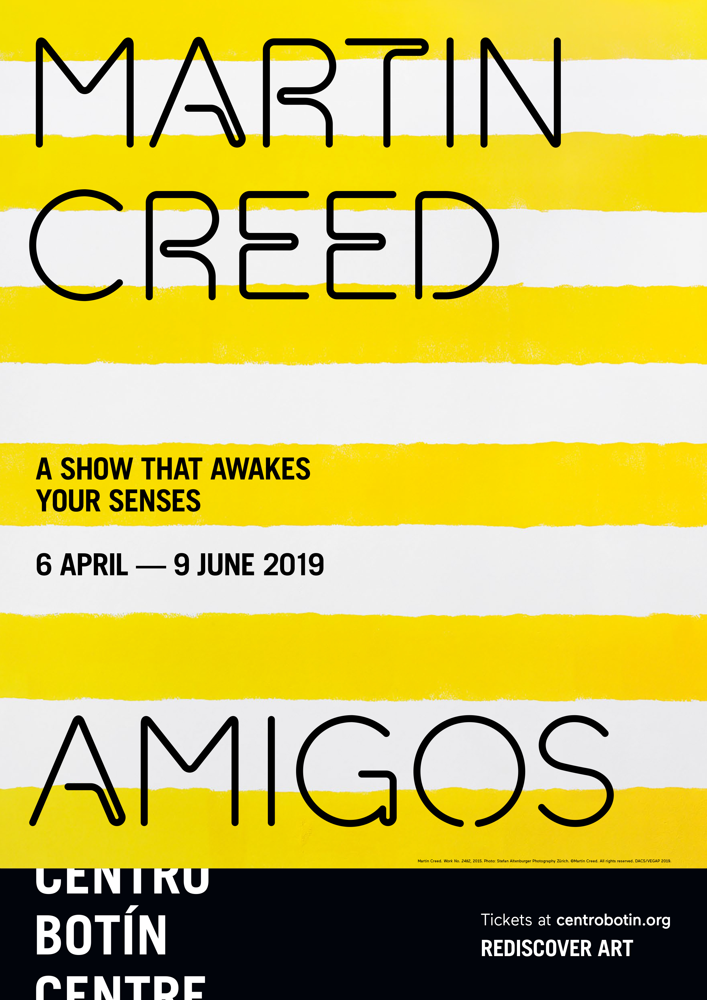 MARTIN
CREED
A SHOW THAT AWAKES
YOUR SENSES
6 APRIL — 9 JUNE 2019
AMIGOS
Martin Creed. Work No. 2482, 2015. Photo: Stefan Altenburger Photography Zürich. ©Martin Creed. All rights reserved. DACS/VEGAP 2019.
CENTRO
BOTÍN
CENTRE
Tickets at centrobotin.org
REDISCOVER ART